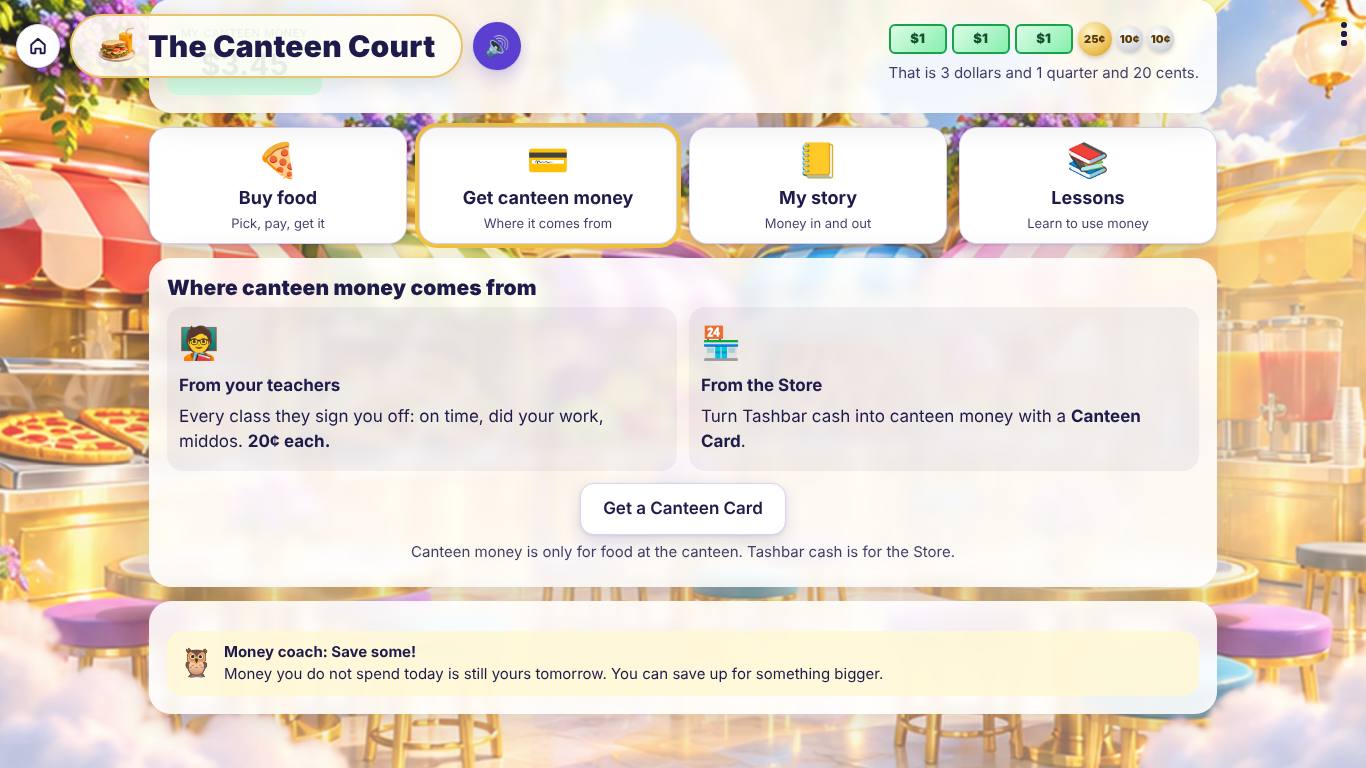 MY CANTEEN MONEY
The Canteen Court
$3.45
$1 $1 $1 25¢ 10¢ 10¢
That is 3 dollars and 1 quarter and 20 cents.
Buy food
Pick, pay, get it
Get canteen money
Where it comes from
My story
Money in and out
Lessons
Learn to use money
Where canteen money comes from
From your teachers
Every class they sign you off: on time, did your work,
middos. 20¢ each.
24
From the Store
Turn Tashbar cash into canteen money with a Canteen
Card.
Get a Canteen Card
Canteen money is only for food at the canteen. Tashbar cash is for the Store.
Money coach: Save some!
Money you do not spend today is still yours tomorrow. You can save up for something bigger.